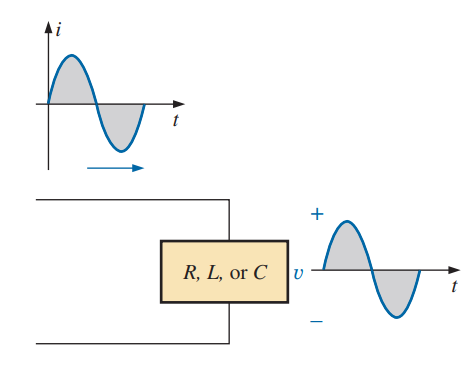 i
t
+
R, L, or C
v
t
–